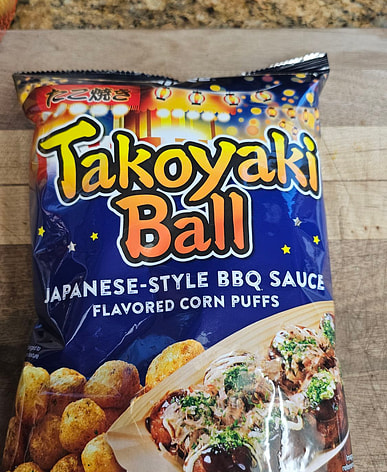 たこ焼き
Takoyaki
Ball
JAPANESE-STYLE BBQ SAUCE
FLAVORED CORN PUFFS